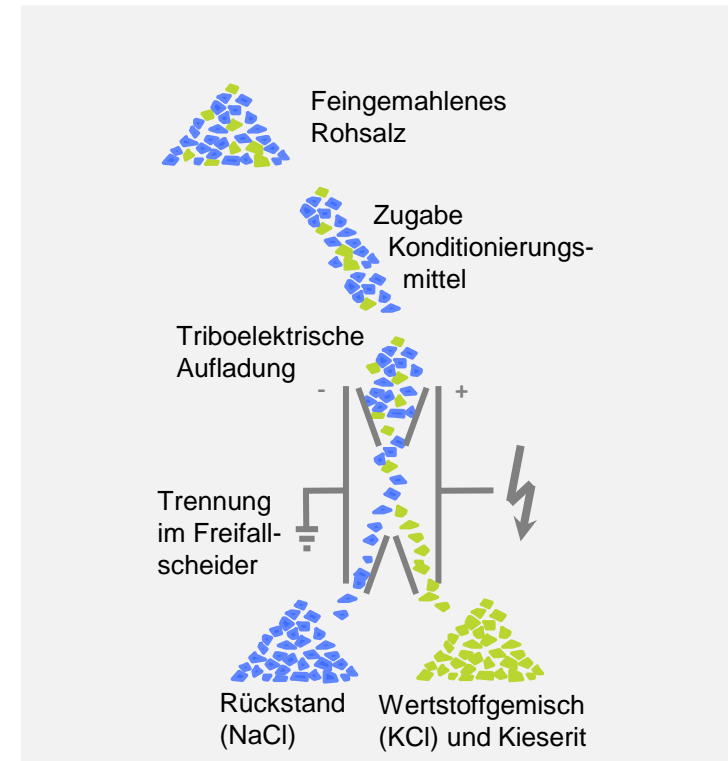 Feingemahlenes
Rohsalz
Zugabe
Konditionierungs-
mittel
Triboelektrische
Aufladung
- +
Trennung
im Freifall-
scheider
Rückstand
(NaCl)
Wertstoffgemisch
(KCl) und Kieserit